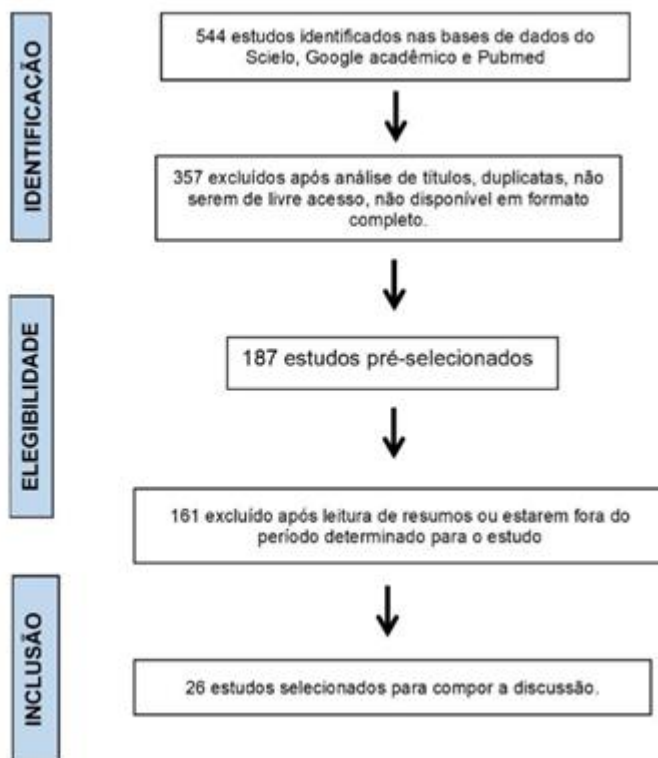 IDENTIFICAÇÃO
544 estudos identificados nas bases de dados do
Scielo, Google acadêmico e Pubmed
357 excluídos após análise de títulos, duplicatas, não
serem de livre acesso, não disponível em formato
completo.
ELEGIBILIDADE
187 estudos pré-selecionados
161 excluído após leitura de resumos ou estarem fora do
período determinado para o estudo
INCLUSÃO
26 estudos selecionados para compor a discussão.